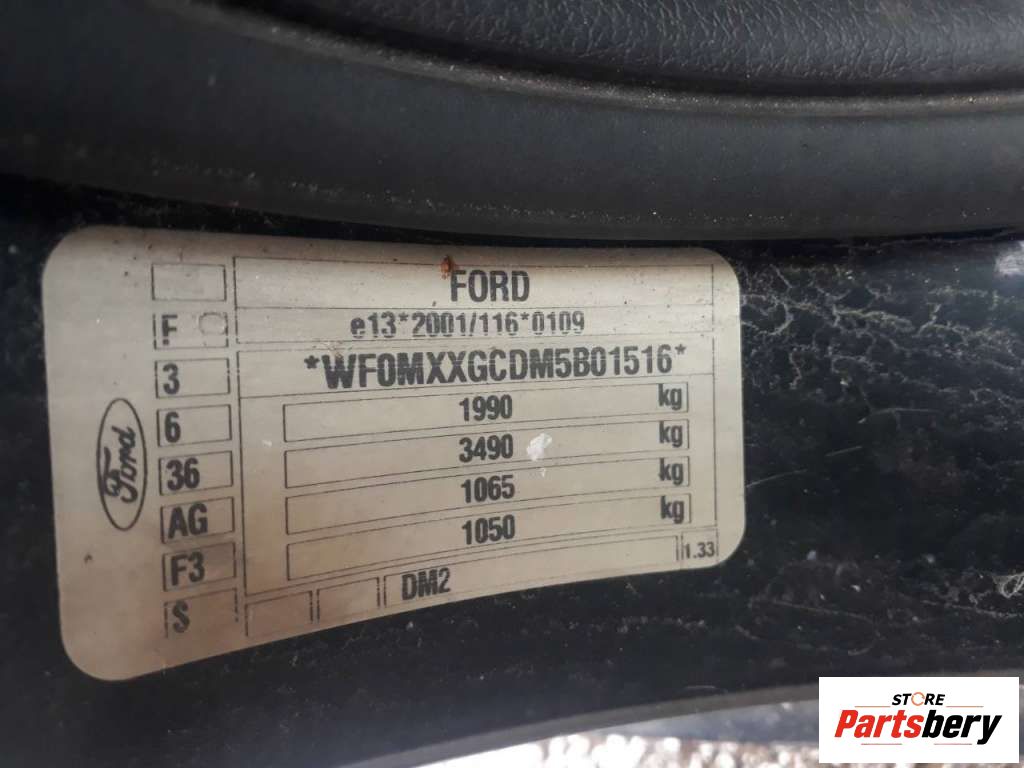 FORD
e13*2001/116*0109
*WF0MXXGCDM5B01516*
1990 kg
3490 kg
1065 kg
1050 kg
F
3
6
36
AG
F3
S
DM2
1.33
Ford
STORE
Partsbery